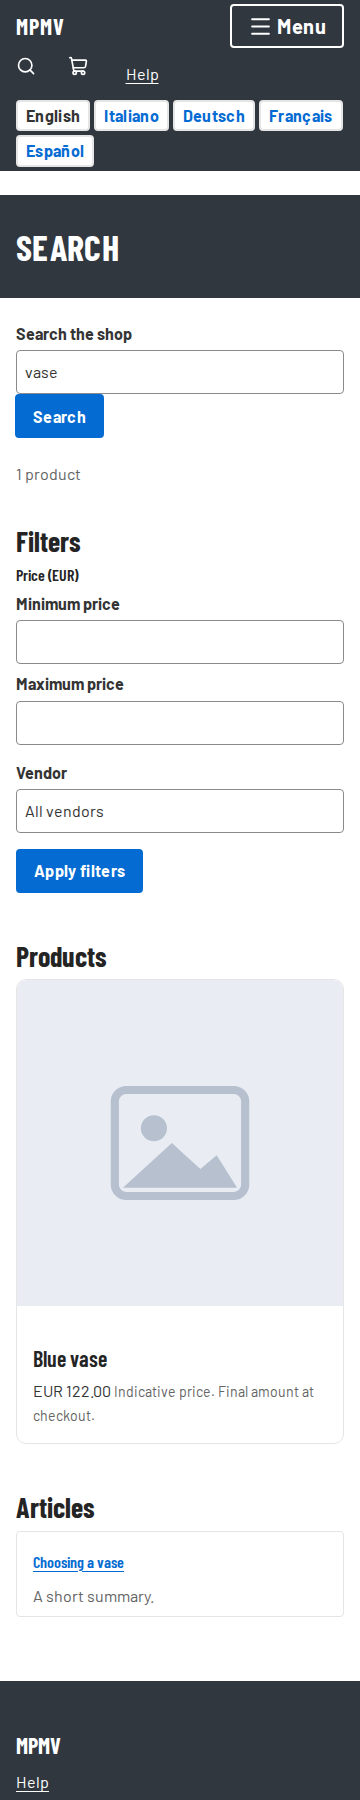 MPMV
Menu
Help
English Italiano Deutsch Français
Español
SEARCH
Search the shop
vase
Search
1 product
Filters
Price (EUR)
Minimum price
Maximum price
Vendor
All vendors
Apply filters
Products
Blue vase
EUR 122.00 Indicative price. Final amount at
checkout.
Articles
Choosing a vase
A short summary.
MPMV
Help